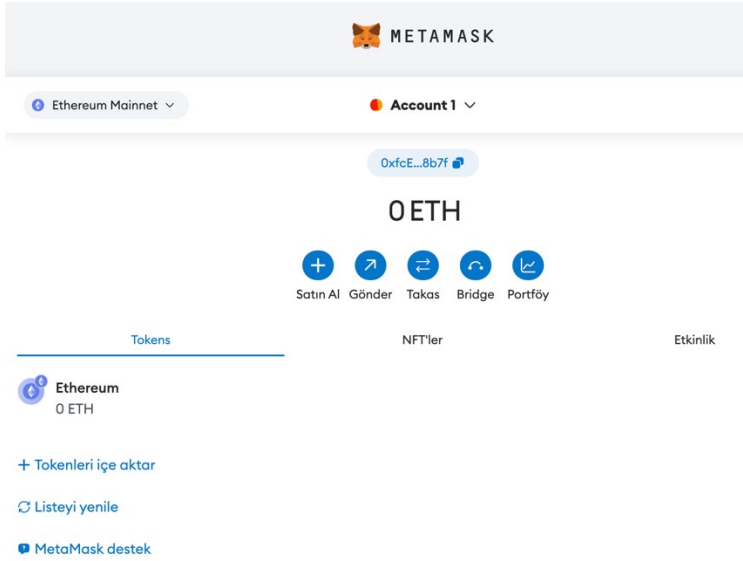 METAMASK
Ethereum Mainnet
Account 1
0xfcE...8b7f
0 ETH
Satın Al Gönder Takas Bridge Portföy
Tokens NFT'ler Etkinlik
Ethereum
0 ETH
+ Tokenleri içe aktar
Listeyi yenile
MetaMask destek